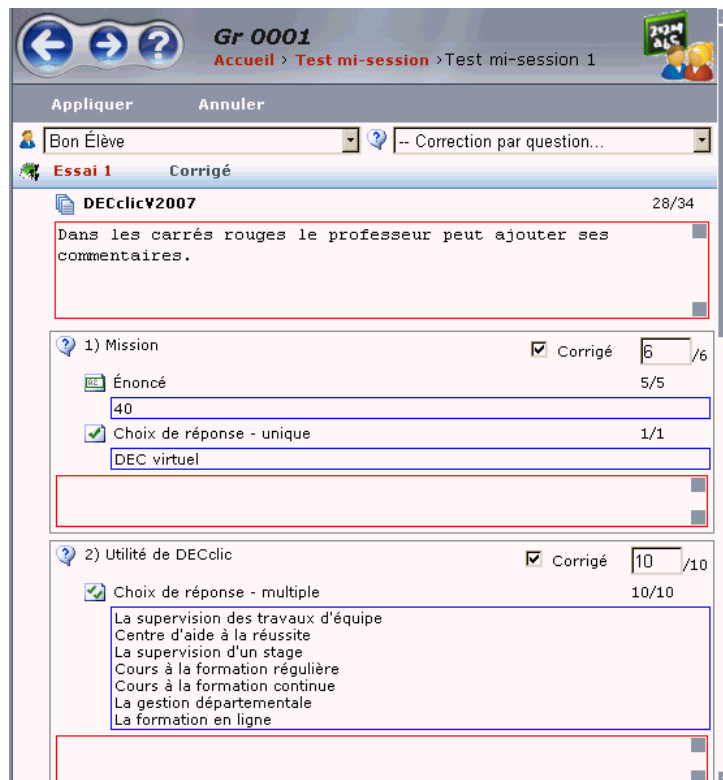 Gr 0001
Accueil > Test mi-session >Test mi-session 1
Appliquer Annuler
Bon Élève -- Correction par question...
Essai 1 Corrigé
DECclicV2007 28/34
Dans les carrés rouges le professeur peut ajouter ses
commentaires.
1) Mission Corrigé 6 /6
Énoncé 5/5
40
Choix de réponse - unique 1/1
DEC virtuel
2) Utilité de DECclic Corrigé 10 /10
Choix de réponse - multiple 10/10
La supervision des travaux d'équipe
Centre d'aide à la réussite
La supervision d'un stage
Cours à la formation régulière
Cours à la formation continue
La gestion départementale
La formation en ligne